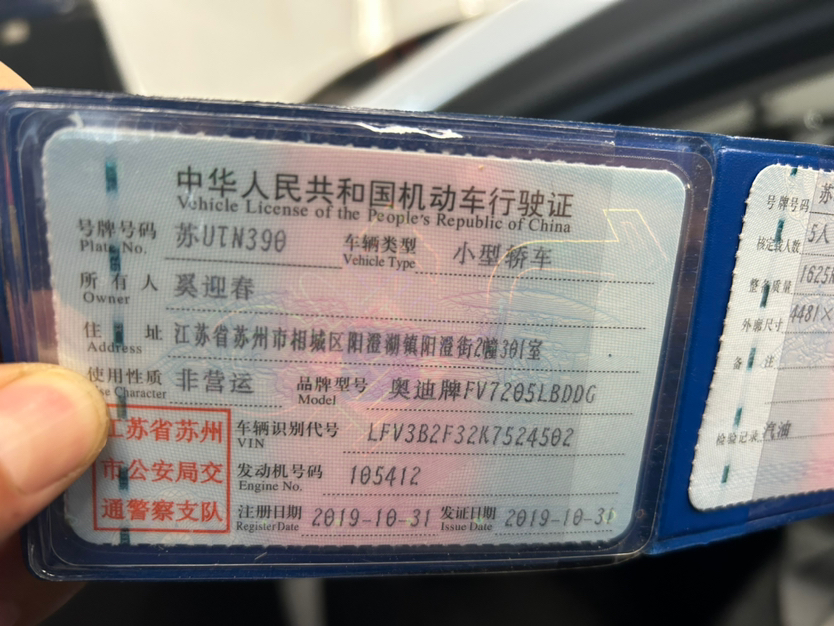 中华人民共和国机动车行驶证
Vehicle License of the People's Republic of China
号牌号码 苏U1N390 车辆类型 小型轿车
Plate No. Vehicle Type
所有人 奚迎春
Owner
住址 江苏省苏州市相城区阳澄湖镇阳澄街2幢301室
Address
使用性质 非营运 品牌型号 奥迪牌FV7205LBDDG
Use Character Model
江苏省苏州
市公安局交
通警察支队
车辆识别代号 LFV3B2F32K7524502
VIN
发动机号码 105412
Engine No.
注册日期 2019-10-31 发证日期 2019-10-31
Register Date Issue Date
号牌号码 苏
核定载人数 5人
整备质量 1625
外廓尺寸 4481×
备注
检验记录 汽油